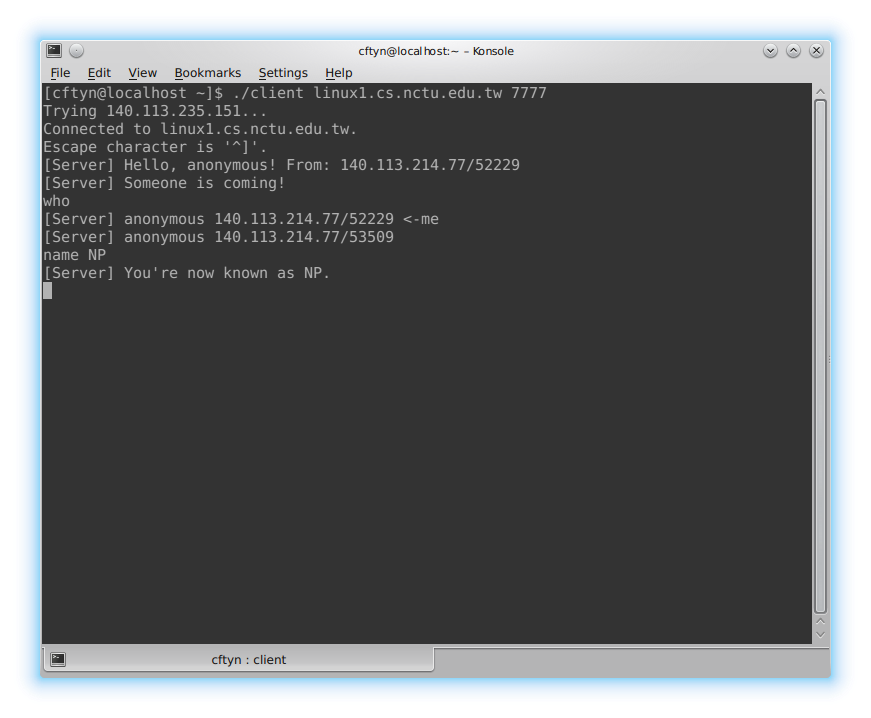 cftyn@localhost:~ – Konsole
File Edit View Bookmarks Settings Help
[cftyn@localhost ~]$ ./client linux1.cs.nctu.edu.tw 7777
Trying 140.113.235.151...
Connected to linux1.cs.nctu.edu.tw.
Escape character is '^]'.
[Server] Hello, anonymous! From: 140.113.214.77/52229
[Server] Someone is coming!
who
[Server] anonymous 140.113.214.77/52229 <-me
[Server] anonymous 140.113.214.77/53509
name NP
[Server] You're now known as NP.
cftyn : client